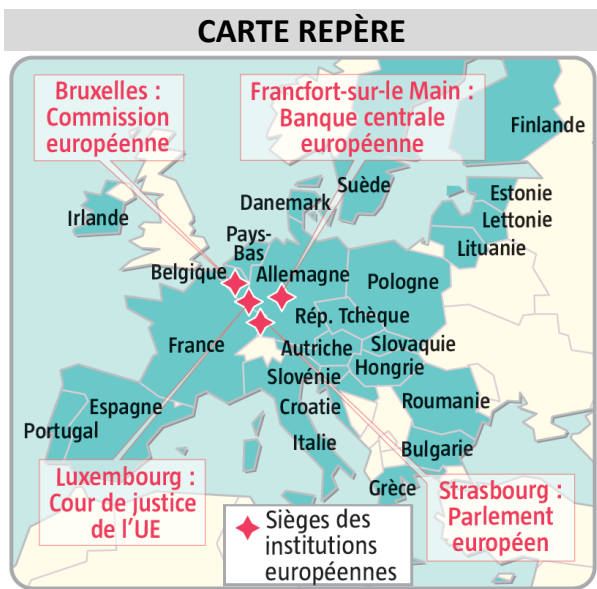 CARTE REPÈRE
Bruxelles :
Commission
européenne
Francfort-sur-le Main :
Banque centrale
européenne
Finlande
Suède
Estonie
Danemark
Irlande
Lettonie
Pays-
Bas
Lituanie
Belgique
Allemagne
Pologne
Rép. Tchèque
France
Autriche
Slovaquie
Hongrie
Slovénie
Espagne
Croatie
Roumanie
Portugal
Italie
Bulgarie
Luxembourg :
Cour de justice
de l’UE
Grèce
Strasbourg :
Parlement
européen
Sièges des
institutions
européennes